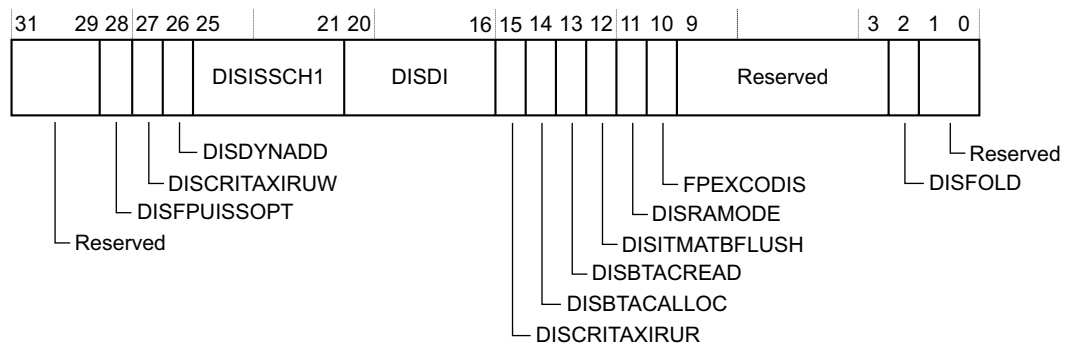 31 29 28 27 26 25 21 20 16 15 14 13 12 11 10 9 3 2 1 0
DISISSCH1 DISDI Reserved
DISDYNADD Reserved
DISCRITAXIRUW FPEXCODIS DISFOLD
DISFPUISSOPT DISRAMODE
Reserved DISITMATBFLUSH
DISBTACREAD
DISBTACALLOC
DISCRITAXIRUR